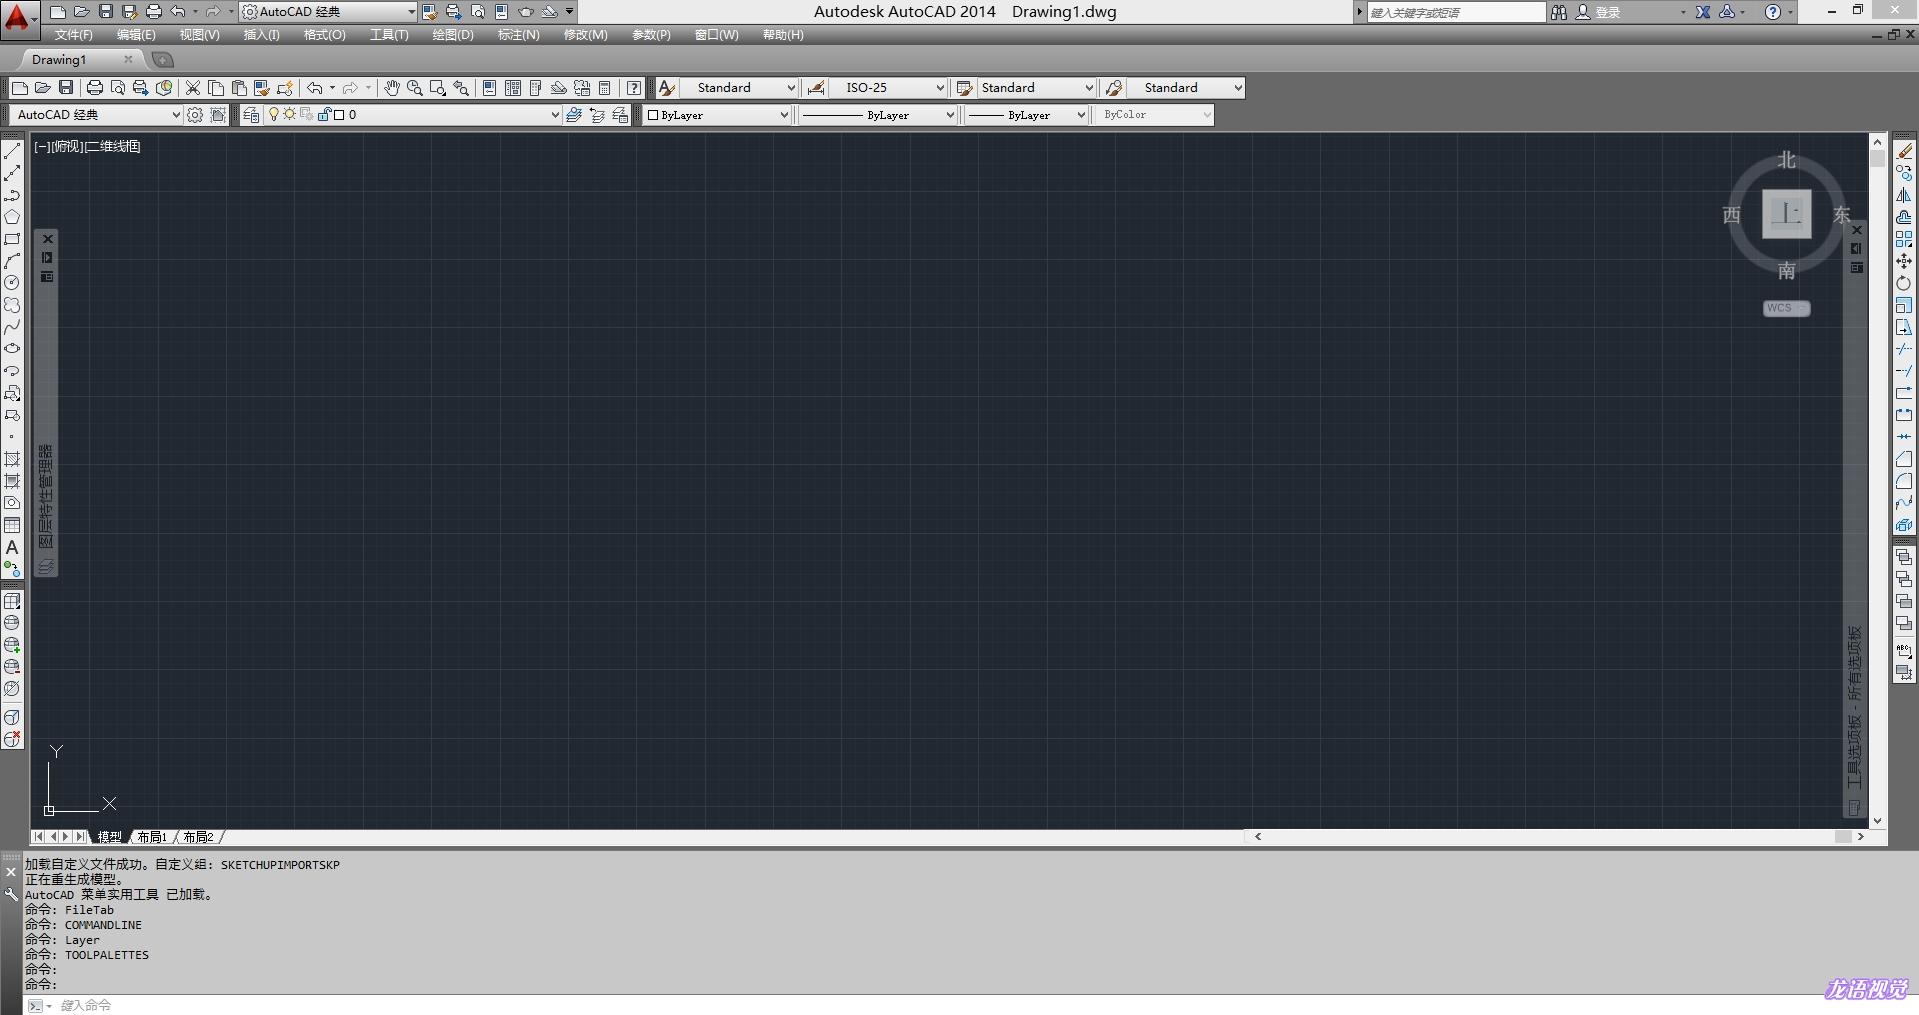 AutoCAD 经典
Autodesk AutoCAD 2014 Drawing1.dwg
键入关键字或短语
登录
文件(F) 编辑(E) 视图(V) 插入(I) 格式(O) 工具(T) 绘图(D) 标注(N) 修改(M) 参数(P) 窗口(W) 帮助(H)
Drawing1
Standard ISO-25 Standard Standard
AutoCAD 经典 0 ByLayer ByLayer ByLayer ByColor
[−][俯视][二维线框]
北
西 上 东
南
WCS
图层特性管理器
工具选项板 - 所有选项板
A
ABC
Y
X
模型 布局1 布局2
加载自定义文件成功。自定义组: SKETCHUPIMPORTSKP
正在重生成模型。
AutoCAD 菜单实用工具 已加载。
命令: FileTab
命令: COMMANDLINE
命令: Layer
命令: TOOLPALETTES
命令:
命令:
键入命令
龙语视觉